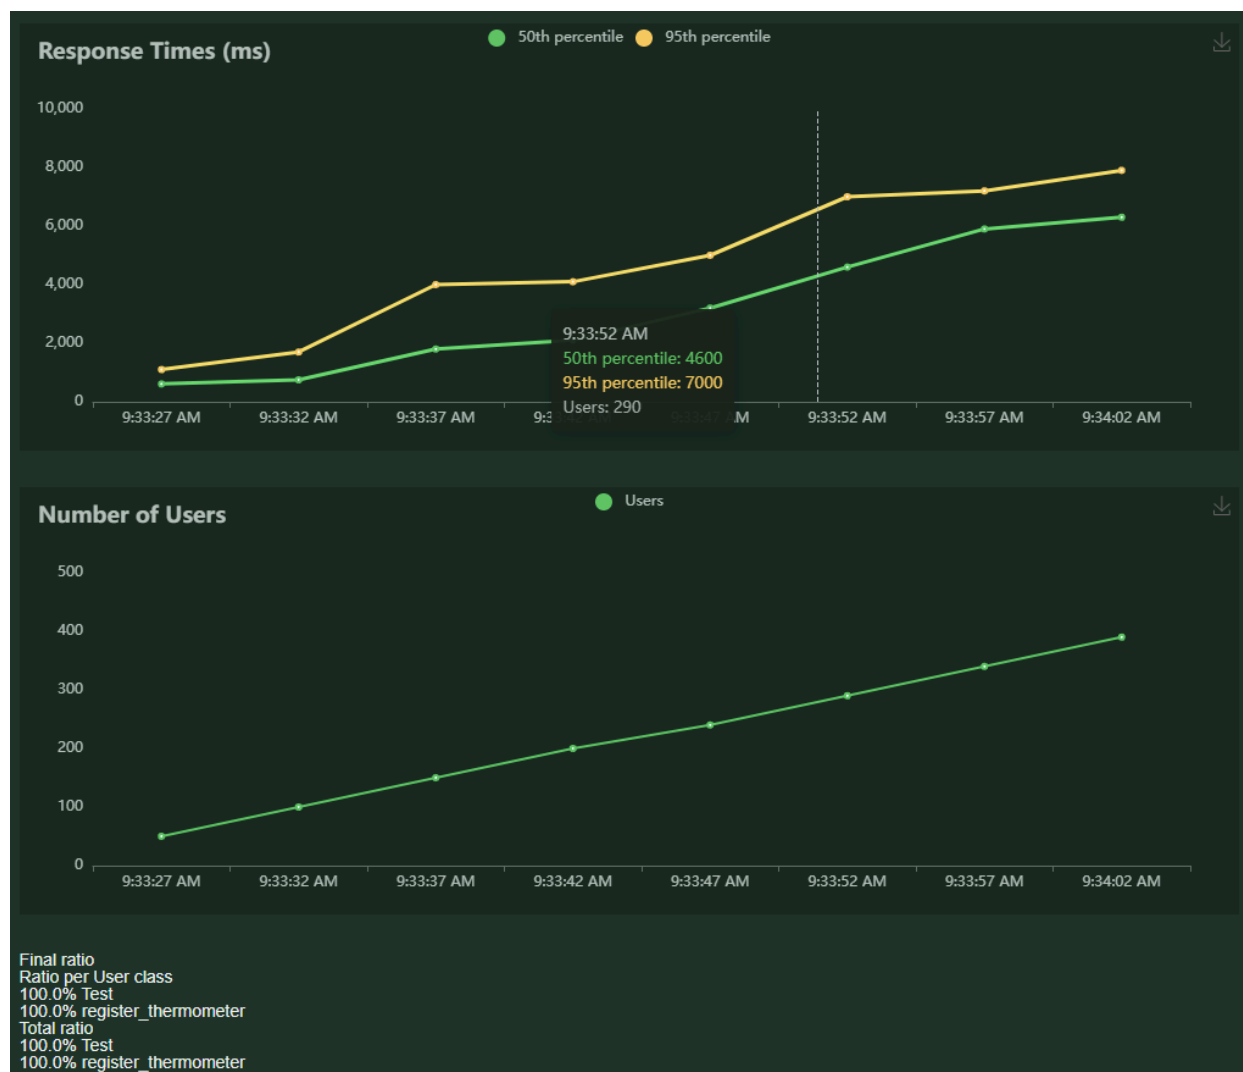 Response Times (ms)
50th percentile 95th percentile
10,000
8,000
6,000
4,000
2,000
0
9:33:52 AM
50th percentile: 4600
95th percentile: 7000
Users: 290
9:33:27 AM 9:33:32 AM 9:33:37 AM 9:33:47 AM 9:33:52 AM 9:33:57 AM 9:34:02 AM
Number of Users
Users
500
400
300
200
100
0
9:33:27 AM 9:33:32 AM 9:33:37 AM 9:33:42 AM 9:33:47 AM 9:33:52 AM 9:33:57 AM 9:34:02 AM
Final ratio
Ratio per User class
100.0% Test
100.0% register_thermometer
Total ratio
100.0% Test
100.0% register_thermometer